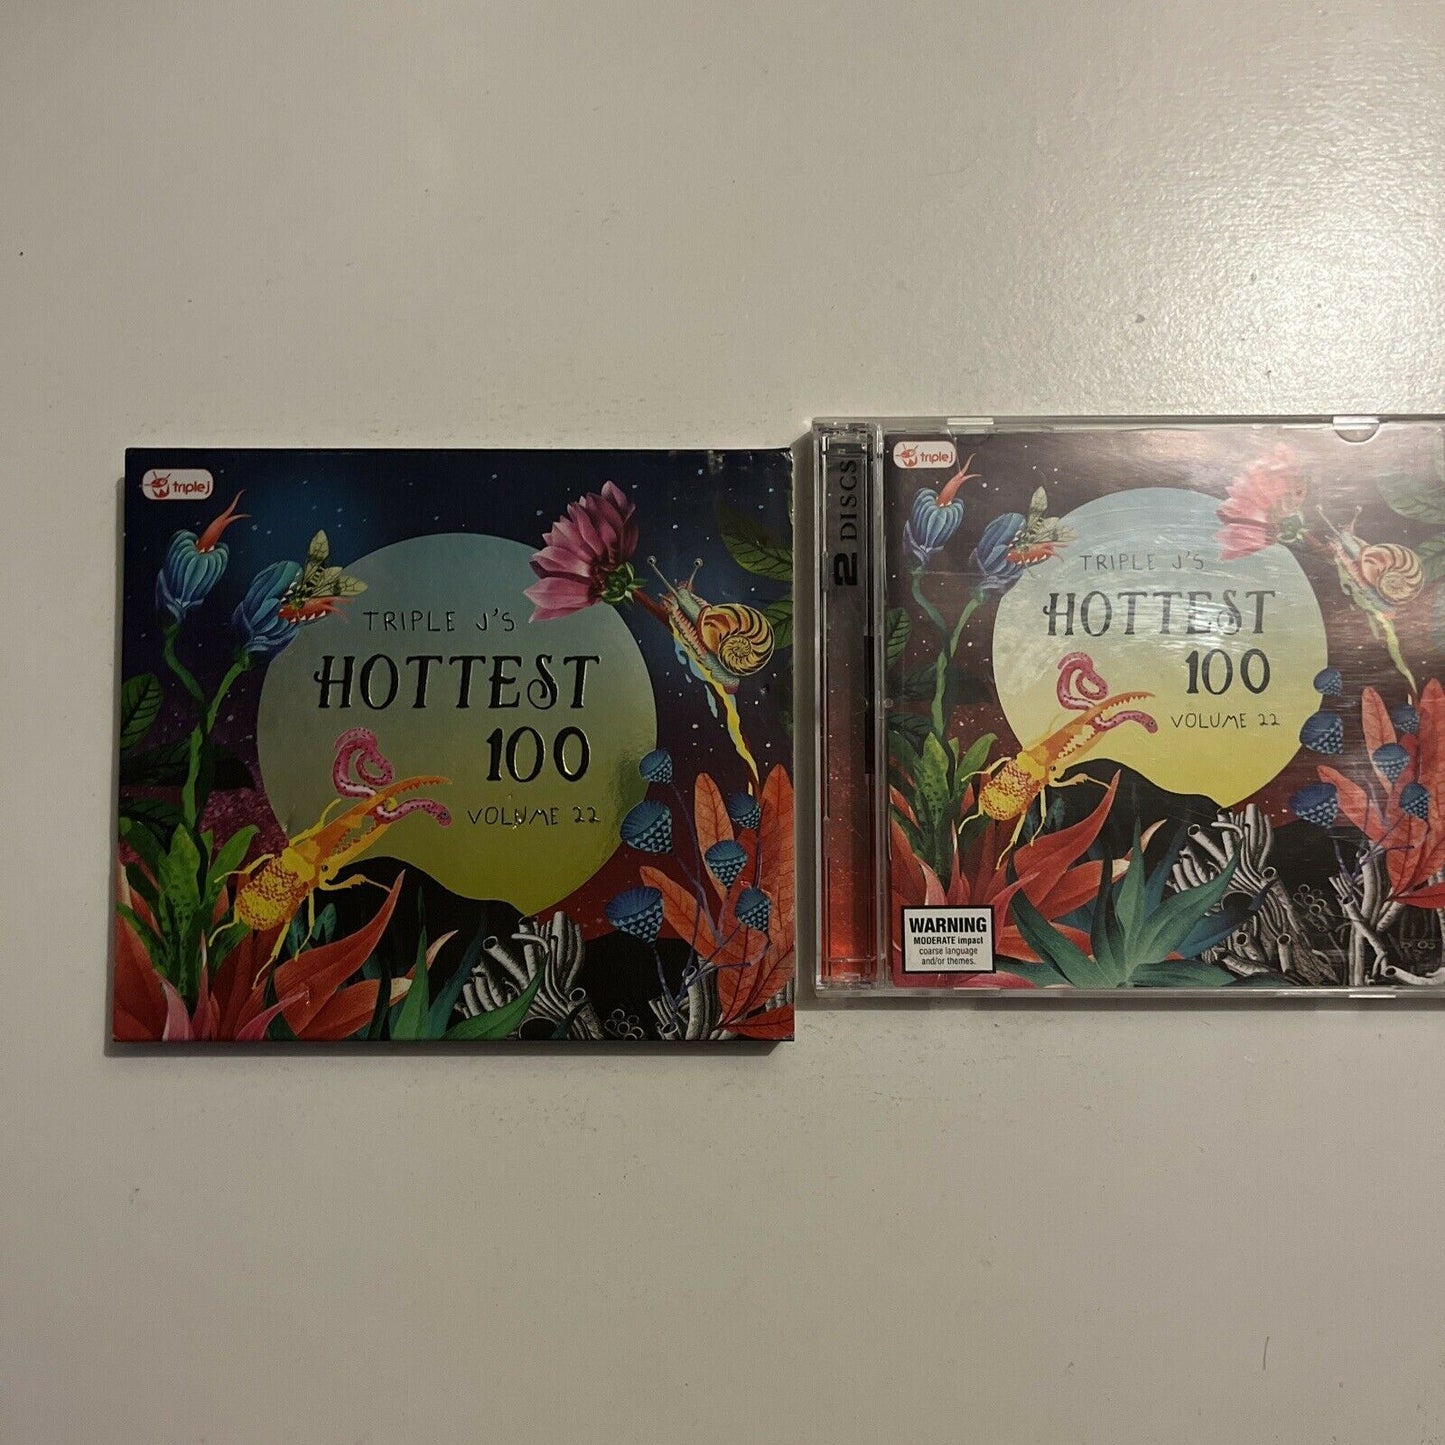 triple j
TRIPLE J'S
HOTTEST
100
VOLUME 22
2 DISCS
triple j
TRIPLE J'S
HOTTEST
100
VOLUME 22
WARNING
MODERATE impact
coarse language
and/or themes.